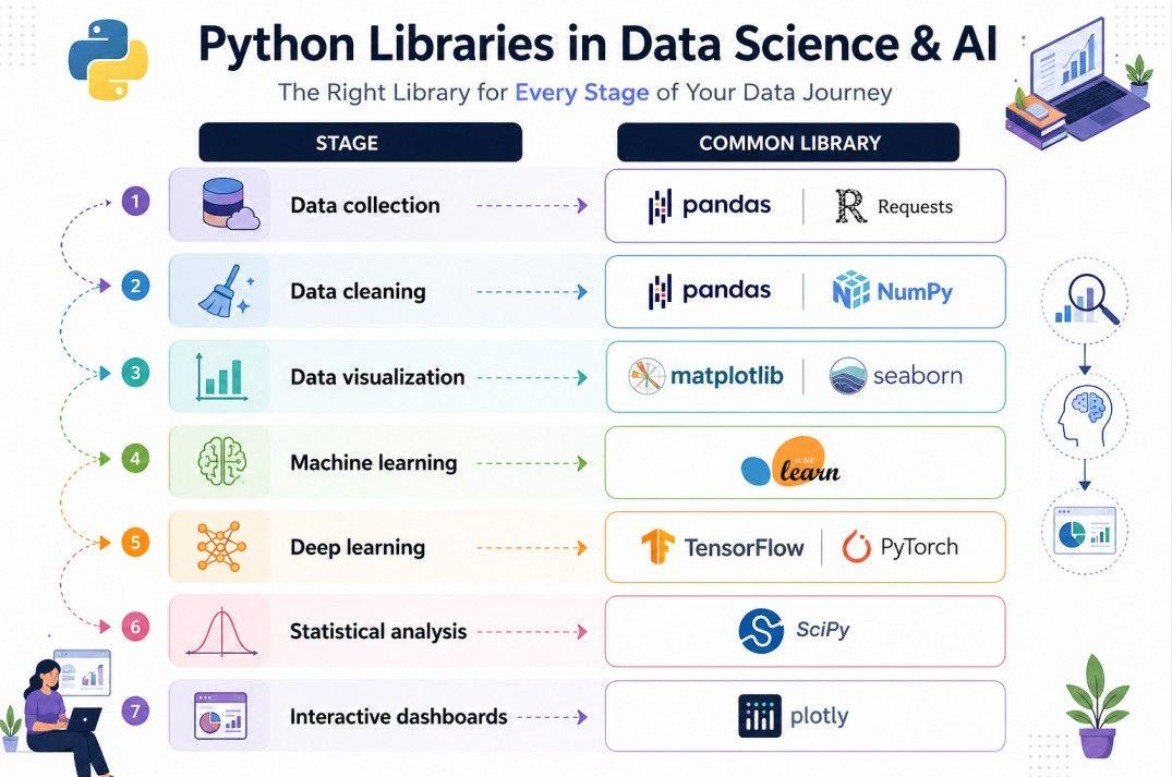 Python Libraries in Data Science & AI
The Right Library for Every Stage of Your Data Journey
STAGE
COMMON LIBRARY
1
Data collection
pandas
R
Requests
2
Data cleaning
pandas
NumPy
3
Data visualization
matplotlib
seaborn
4
Machine learning
learn
5
Deep learning
TensorFlow
PyTorch
6
Statistical analysis
SciPy
7
Interactive dashboards
plotly